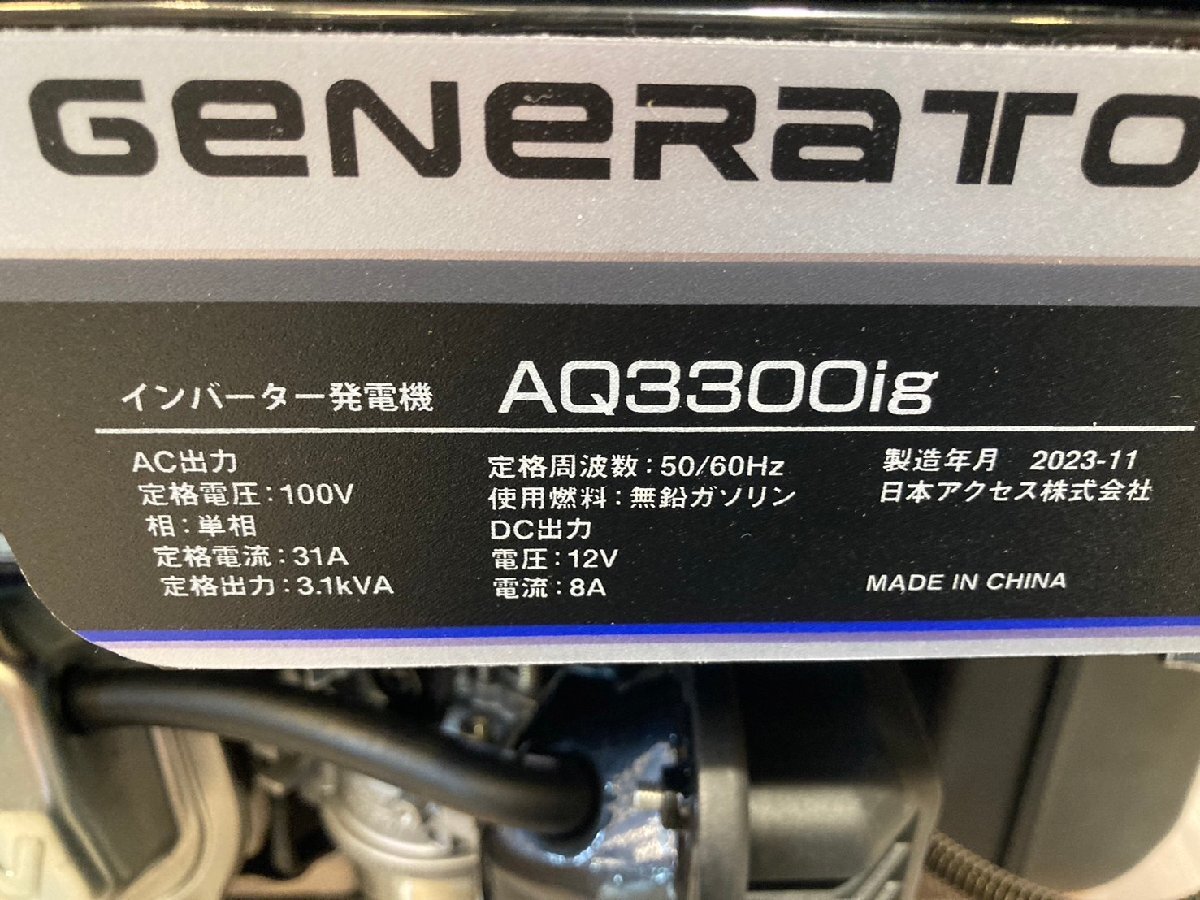 GENERATO
インバーター発電機 AQ3300ig
AC出力
定格電圧:100V
相:単相
定格電流:31A
定格出力:3.1kVA
定格周波数:50/60Hz
使用燃料:無鉛ガソリン
DC出力
電圧:12V
電流:8A
製造年月 2023-11
日本アクセス株式会社
MADE IN CHINA